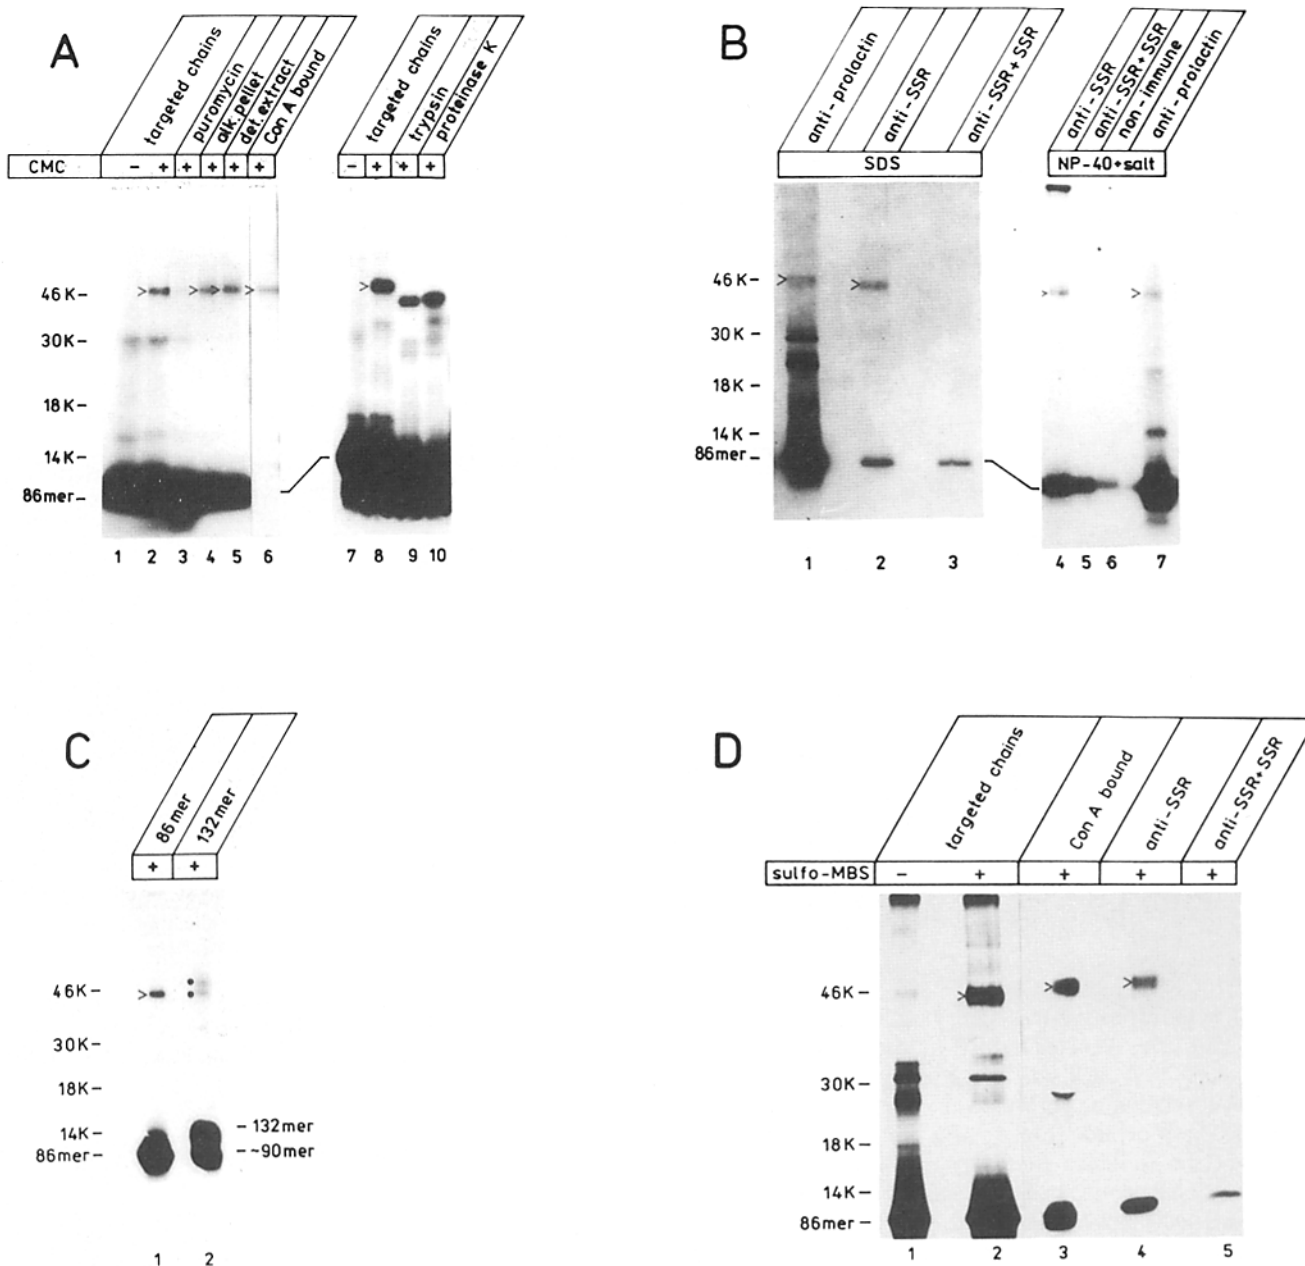 A
targeted chains
puromycin
alk. pellet
det. extract
Con A bound
targeted chains
trypsin
proteinase K
CMC
- + + + + +
- + + +
46K-
30K-
18K-
14K-
86mer-
1 2 3 4 5 6 7 8 9 10
B
anti-prolactin
anti-SSR
anti-SSR+SSR
anti-SSR
anti-SSR+SSR
non-immune
anti-prolactin
SDS
NP-40+salt
46K-
30K-
18K-
14K-
86mer-
1 2 3 4 5 6 7
C
86mer
132mer
+ +
46K-
30K-
18K-
14K-
86mer-
-132mer
-~90mer
1 2
D
targeted chains
Con A bound
anti-SSR
anti-SSR+SSR
sulfo-MBS
- + + + +
46K-
30K-
18K-
14K-
86mer-
1 2 3 4 5